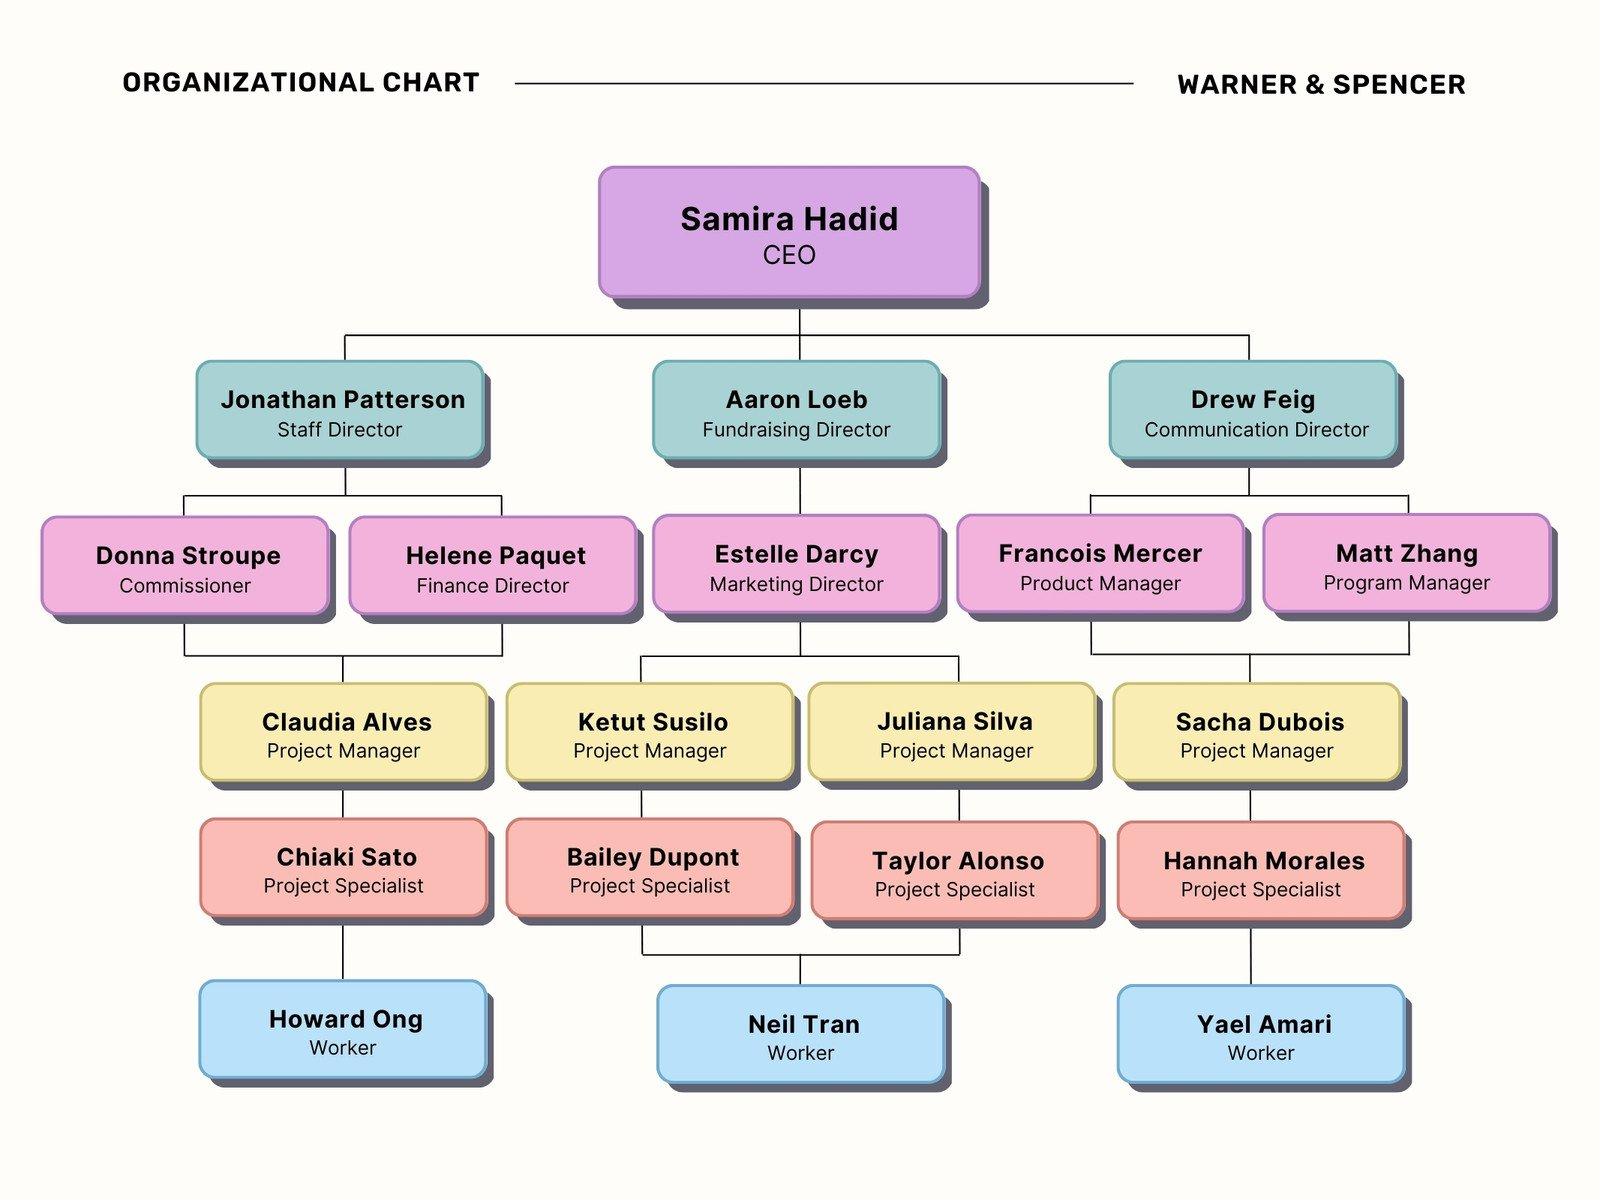 ORGANIZATIONAL CHART
WARNER & SPENCER
Samira Hadid
CEO
Jonathan Patterson
Staff Director
Aaron Loeb
Fundraising Director
Drew Feig
Communication Director
Donna Stroupe
Commissioner
Helene Paquet
Finance Director
Estelle Darcy
Marketing Director
Francois Mercer
Product Manager
Matt Zhang
Program Manager
Claudia Alves
Project Manager
Ketut Susilo
Project Manager
Juliana Silva
Project Manager
Sacha Dubois
Project Manager
Chiaki Sato
Project Specialist
Bailey Dupont
Project Specialist
Taylor Alonso
Project Specialist
Hannah Morales
Project Specialist
Howard Ong
Worker
Neil Tran
Worker
Yael Amari
Worker